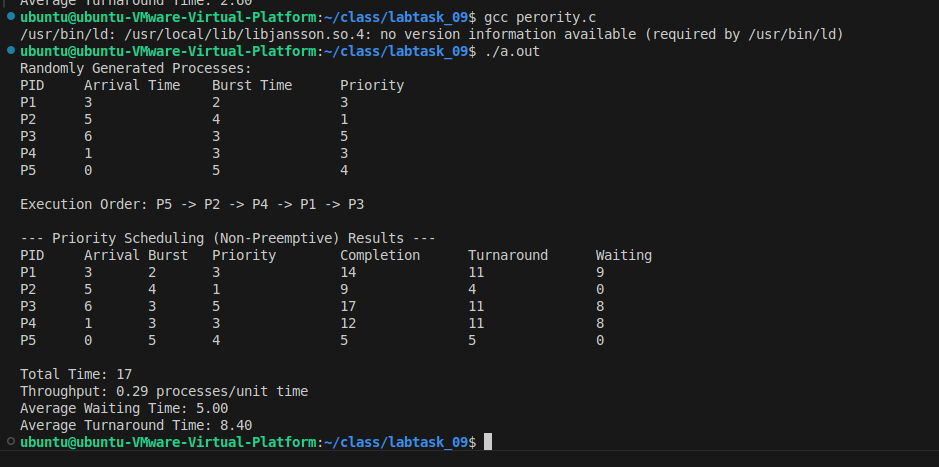 Average Turnaround Time: 2.60
ubuntu@ubuntu-VMware-Virtual-Platform:~/class/labtask_09$ gcc perority.c
/usr/bin/ld: /usr/local/lib/libjansson.so.4: no version information available (required by /usr/bin/ld)
ubuntu@ubuntu-VMware-Virtual-Platform:~/class/labtask_09$ ./a.out
Randomly Generated Processes:
PID     Arrival Time    Burst Time      Priority
P1      3               2               3
P2      5               4               1
P3      6               3               5
P4      1               3               3
P5      0               5               4

Execution Order: P5 -> P2 -> P4 -> P1 -> P3

--- Priority Scheduling (Non-Preemptive) Results ---
PID     Arrival Burst   Priority        Completion      Turnaround      Waiting
P1      3       2       3               14              11              9
P2      5       4       1               9               4               0
P3      6       3       5               17              11              8
P4      1       3       3               12              11              8
P5      0       5       4               5               5               0

Total Time: 17
Throughput: 0.29 processes/unit time
Average Waiting Time: 5.00
Average Turnaround Time: 8.40
ubuntu@ubuntu-VMware-Virtual-Platform:~/class/labtask_09$